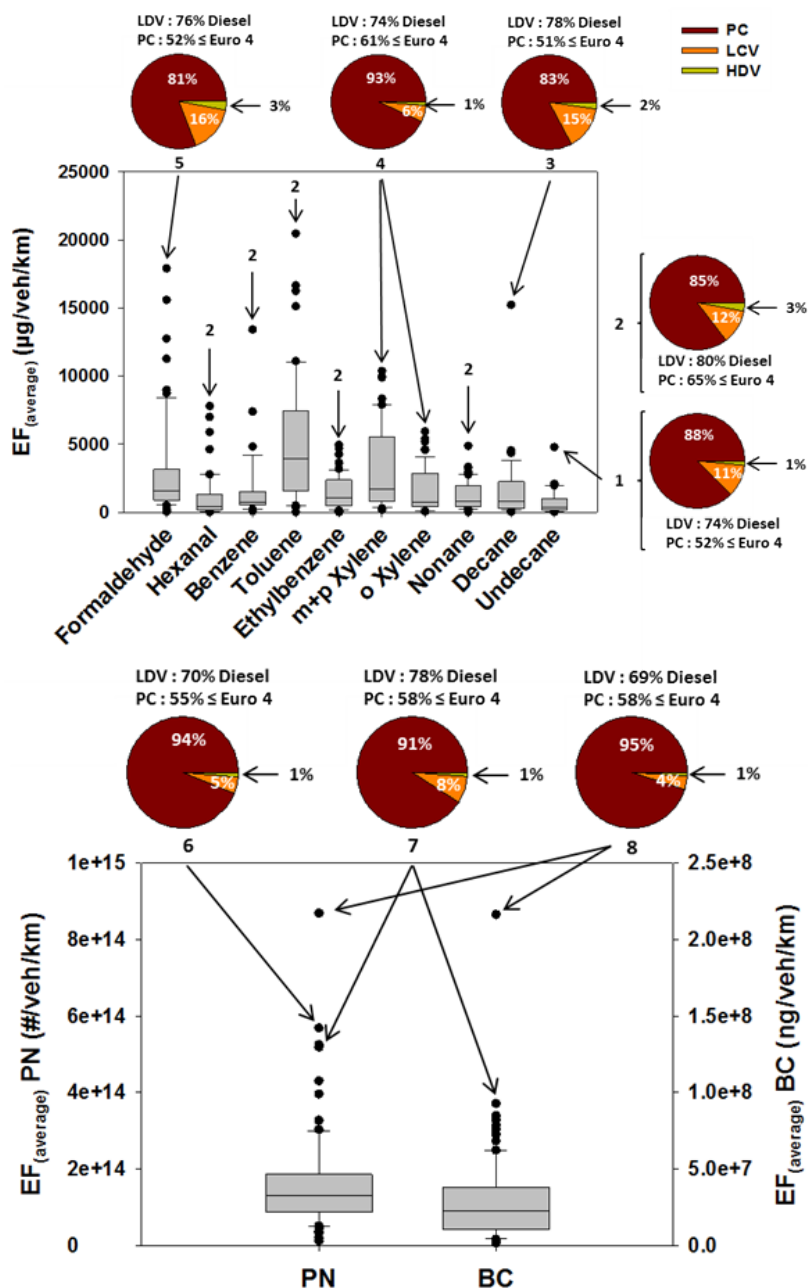 LDV : 76% Diesel
PC : 52% ≤ Euro 4
LDV : 74% Diesel
PC : 61% ≤ Euro 4
LDV : 78% Diesel
PC : 51% ≤ Euro 4
PC
LCV
HDV
81%
16%
3%
93%
6%
1%
83%
15%
2%
5
4
3
EF(average) (µg/veh/km)
25000
20000
15000
10000
5000
0
2
2
2
2
2
Formaldehyde
Hexanal
Benzene
Toluene
Ethylbenzene
m+p Xylene
o Xylene
Nonane
Decane
Undecane
2
85%
12%
3%
LDV : 80% Diesel
PC : 65% ≤ Euro 4
1
88%
11%
1%
LDV : 74% Diesel
PC : 52% ≤ Euro 4
LDV : 70% Diesel
PC : 55% ≤ Euro 4
LDV : 78% Diesel
PC : 58% ≤ Euro 4
LDV : 69% Diesel
PC : 58% ≤ Euro 4
94%
5%
1%
91%
8%
1%
95%
4%
1%
6
7
8
EF(average) PN (#/veh/km)
1e+15
8e+14
6e+14
4e+14
2e+14
0
2.5e+8
2.0e+8
1.5e+8
1.0e+8
5.0e+7
0.0
EF(average) BC (ng/veh/km)
PN
BC